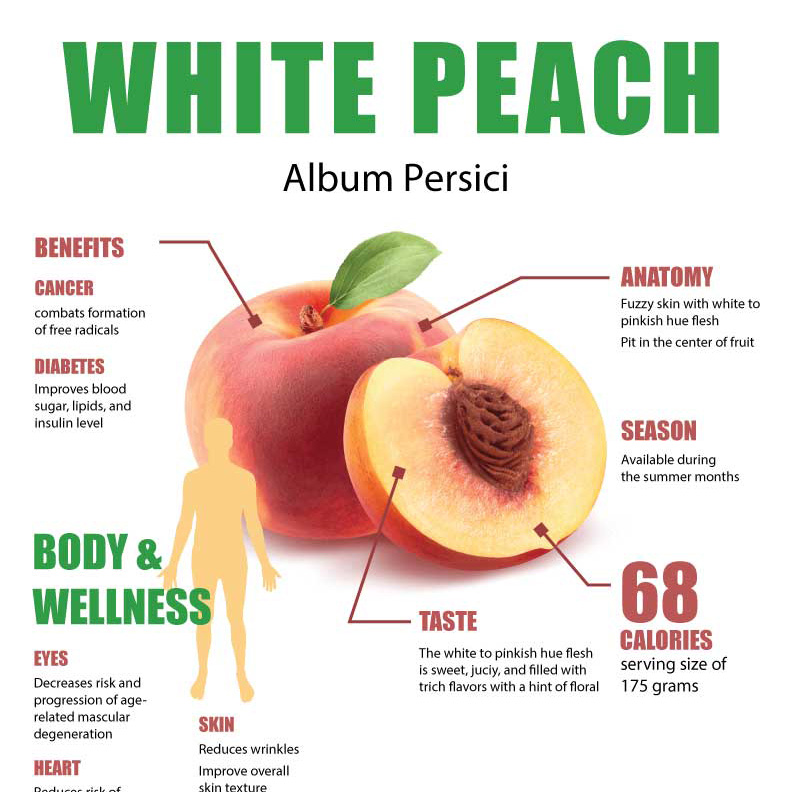 WHITE PEACH
Album Persici
BENEFITS
CANCER
combats formation
of free radicals
DIABETES
Improves blood
sugar, lipids, and
insulin level
ANATOMY
Fuzzy skin with white to
pinkish hue flesh
Pit in the center of fruit
SEASON
Available during
the summer months
68
CALORIES
serving size of
175 grams
TASTE
The white to pinkish hue flesh
is sweet, juciy, and filled with
trich flavors with a hint of floral
BODY &
WELLNESS
EYES
Decreases risk and
progression of age-
related mascular
degeneration
HEART
Reduces risk of
SKIN
Reduces wrinkles
Improve overall
skin texture